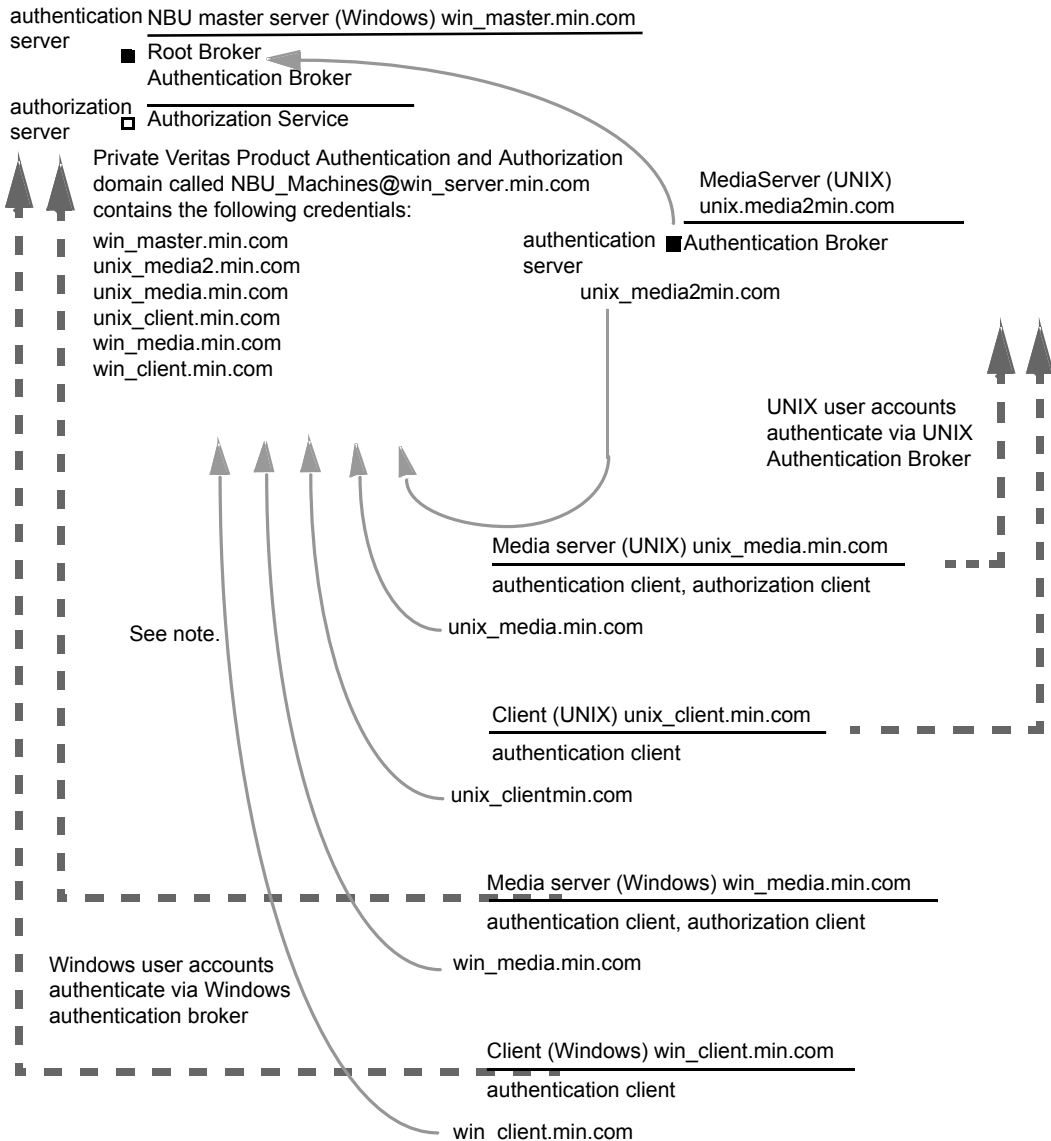 authentication
server
NBU master server (Windows) win_master.min.com
Root Broker
Authentication Broker
authorization
server
Authorization Service
Private Veritas Product Authentication and Authorization
domain called NBU_Machines@win_server.min.com
contains the following credentials:
win_master.min.com
unix_media2.min.com
unix_media.min.com
unix_client.min.com
win_media.min.com
win_client.min.com
MediaServer (UNIX)
unix.media2min.com
authentication
server
Authentication Broker
unix_media2min.com
UNIX user accounts
authenticate via UNIX
Authentication Broker
Media server (UNIX) unix_media.min.com
authentication client, authorization client
unix_media.min.com
See note.
Client (UNIX) unix_client.min.com
authentication client
unix_clientmin.com
Media server (Windows) win_media.min.com
authentication client, authorization client
win_media.min.com
Windows user accounts
authenticate via Windows
authentication broker
Client (Windows) win_client.min.com
authentication client
win_client.min.com